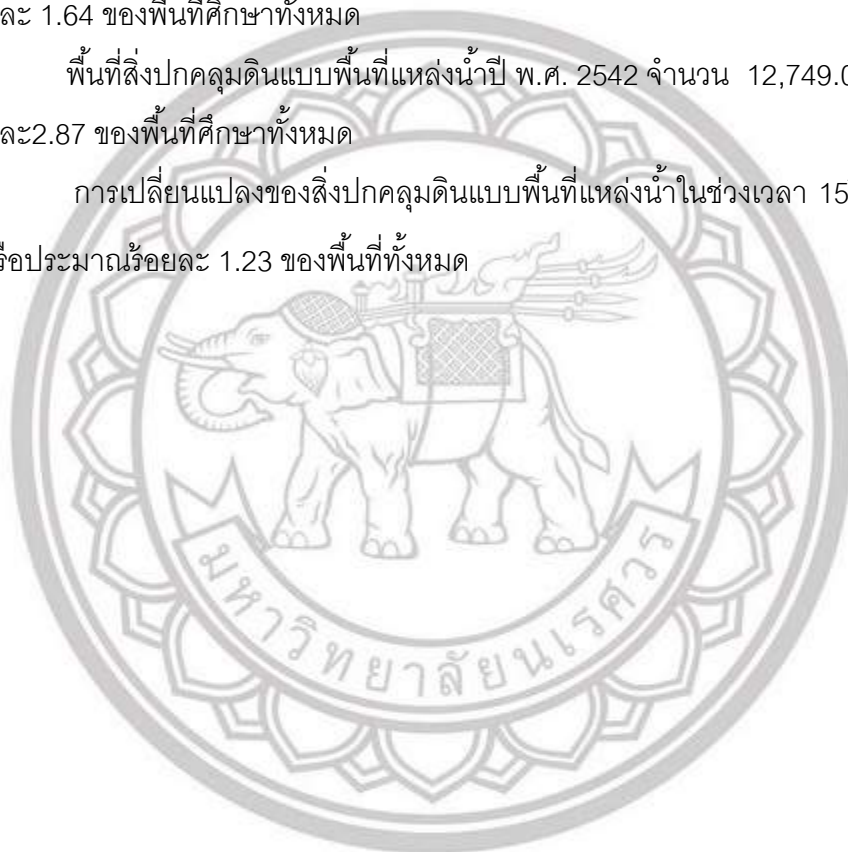 ละ 1.64 ของพื้นที่ศึกษาทั้งหมด
พื้นที่สิ่งปกคลุมดินแบบพื้นที่แหล่งน้ำปี พ.ศ. 2542 จำนวน 12,749.0
ละ2.87 ของพื้นที่ศึกษาทั้งหมด
การเปลี่ยนแปลงของสิ่งปกคลุมดินแบบพื้นที่แหล่งน้ำในช่วงเวลา 15
รือประมาณร้อยละ 1.23 ของพื้นที่ทั้งหมด
มหาวิทยาลัยนเรศวร